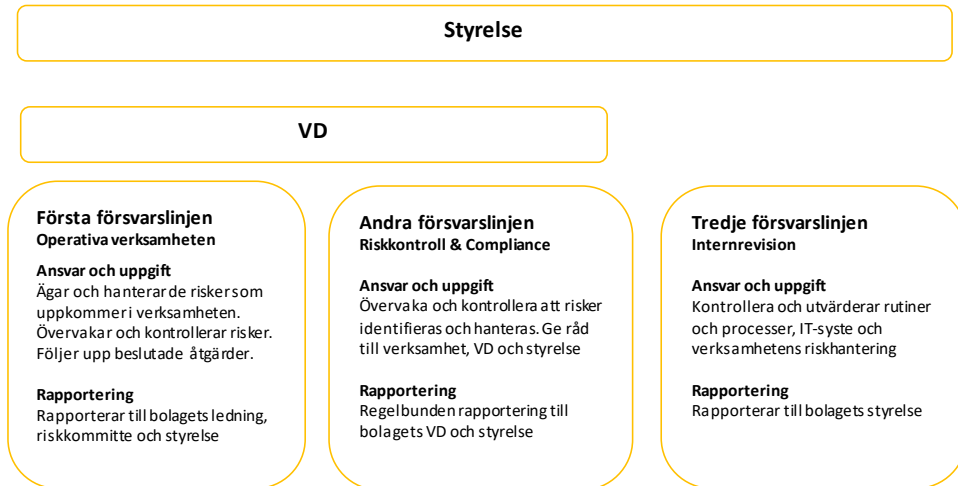 Styrelse
VD
Första försvarslinjen
Operativa verksamheten
Ansvar och uppgift
Ägar och hanterar de risker som
uppkommer i verksamheten.
Övervakar och kontrollerar risker.
Följer upp beslutade åtgärder.
Rapportering
Rapporterar till bolagets ledning,
riskkommitte och styrelse
Andra försvarslinjen
Riskkontroll & Compliance
Ansvar och uppgift
Övervaka och kontrollera att risker
identifieras och hanteras. Ge råd
till verksamhet, VD och styrelse
Rapportering
Regelbunden rapportering till
bolagets VD och styrelse
Tredje försvarslinjen
Internrevision
Ansvar och uppgift
Kontrollera och utvärderar rutiner
och processer, IT-syste och
verksamhetens riskhantering
Rapportering
Rapporterar till bolagets styrelse